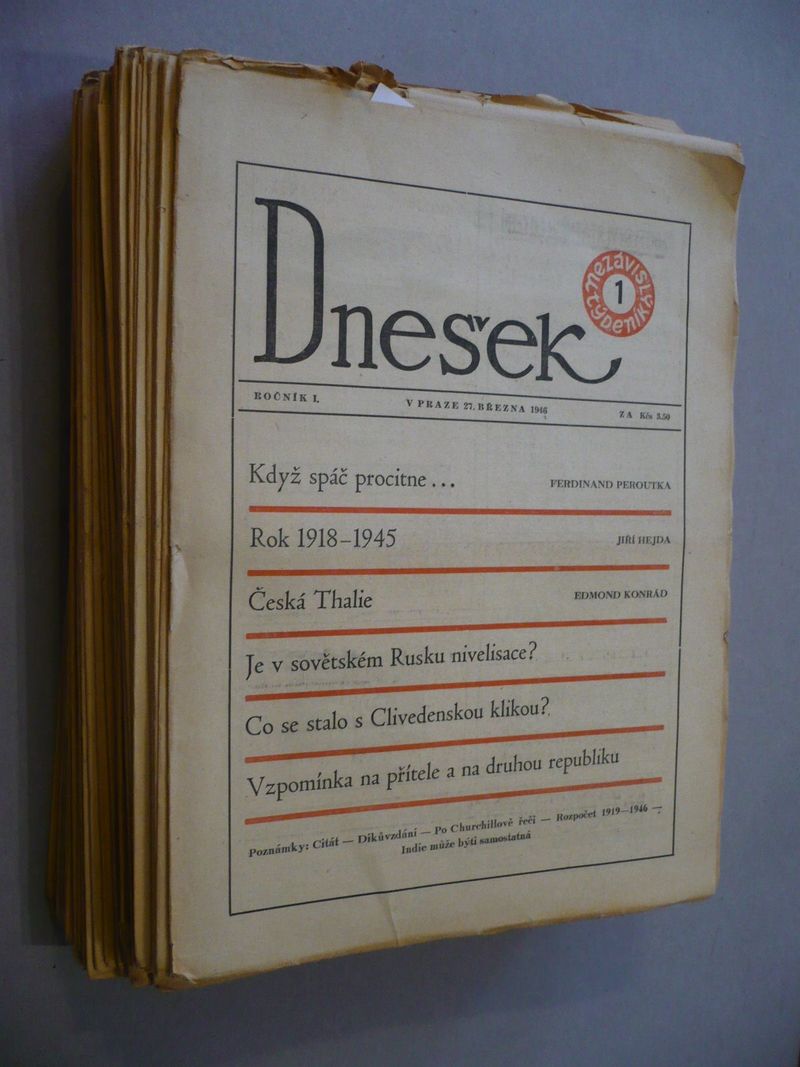 Dnešek
nezávislý týdeník
1
ROČNÍK I.
V PRAZE 27. BŘEZNA 1946
ZA Kčs 3.50
Když spáč procitne...
FERDINAND PEROUTKA
Rok 1918–1945
JIŘÍ HEJDA
Česká Thalie
EDMOND KONRÁD
Je v sovětském Rusku nivelisace?
Co se stalo s Clivedenskou klikou?
Vzpomínka na přítele a na druhou republiku
Poznámky: Citát — Díkůvzdání — Po Churchillově řeči — Rozpočet 1919—1946 —
Indie může býti samostatná